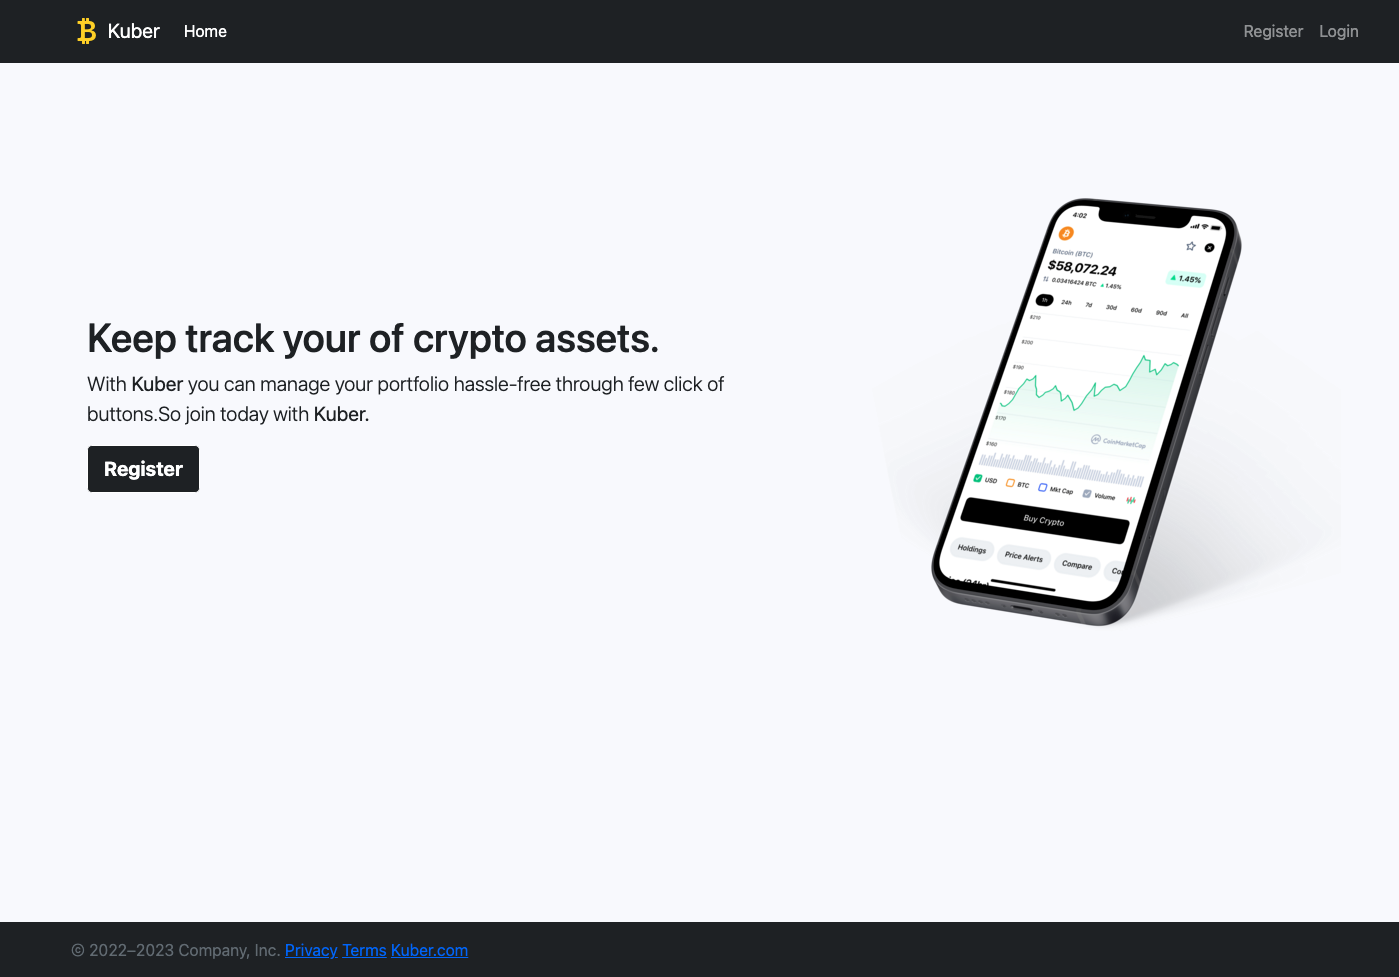 Kuber Home Register Login
Keep track your of crypto assets.
With Kuber you can manage your portfolio hassle-free through few click of
buttons.So join today with Kuber.
Register
4:02
Bitcoin (BTC)
$58,072.24
1.45%
0.03416424 BTC 1.45%
1h 24h 7d 30d 60d 90d All
$210
$200
$190
$180
$170
CoinMarketCap
$160
USD BTC Mkt Cap Volume
Buy Crypto
Holdings Price Alerts Compare
© 2022–2023 Company, Inc. Privacy Terms Kuber.com